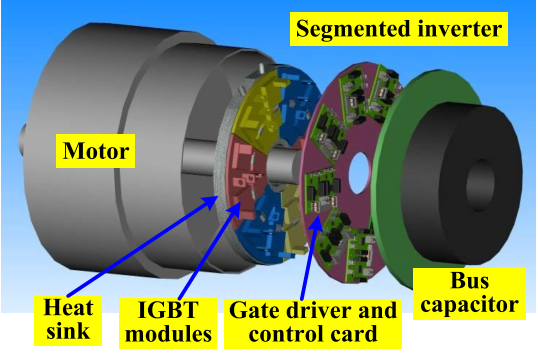 Segmented inverter
Motor
Heat
sink
IGBT
modules
Gate driver and
control card
Bus
capacitor